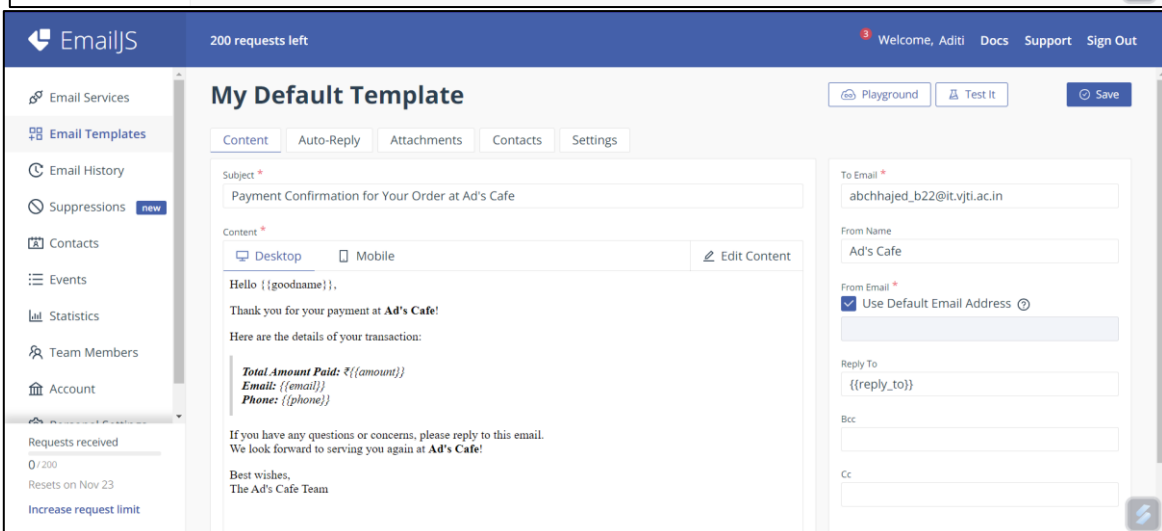 EmailJS
200 requests left
3 Welcome, Aditi Docs Support Sign Out
Email Services
Email Templates
Email History
Suppressions new
Contacts
Events
Statistics
Team Members
Account
Personal Settings
Requests received
0 / 200
Resets on Nov 23
Increase request limit
My Default Template
Playground
Test It
Save
Content
Auto-Reply
Attachments
Contacts
Settings
Subject *
Payment Confirmation for Your Order at Ad's Cafe
Content *
Desktop
Mobile
Edit Content
Hello {{goodname}},
Thank you for your payment at Ad's Cafe!
Here are the details of your transaction:
Total Amount Paid: ₹{{amount}}
Email: {{email}}
Phone: {{phone}}
If you have any questions or concerns, please reply to this email.
We look forward to serving you again at Ad's Cafe!
Best wishes,
The Ad's Cafe Team
To Email *
abchhajed_b22@it.vjti.ac.in
From Name
Ad's Cafe
From Email *
Use Default Email Address
Reply To
{{reply_to}}
Bcc
Cc